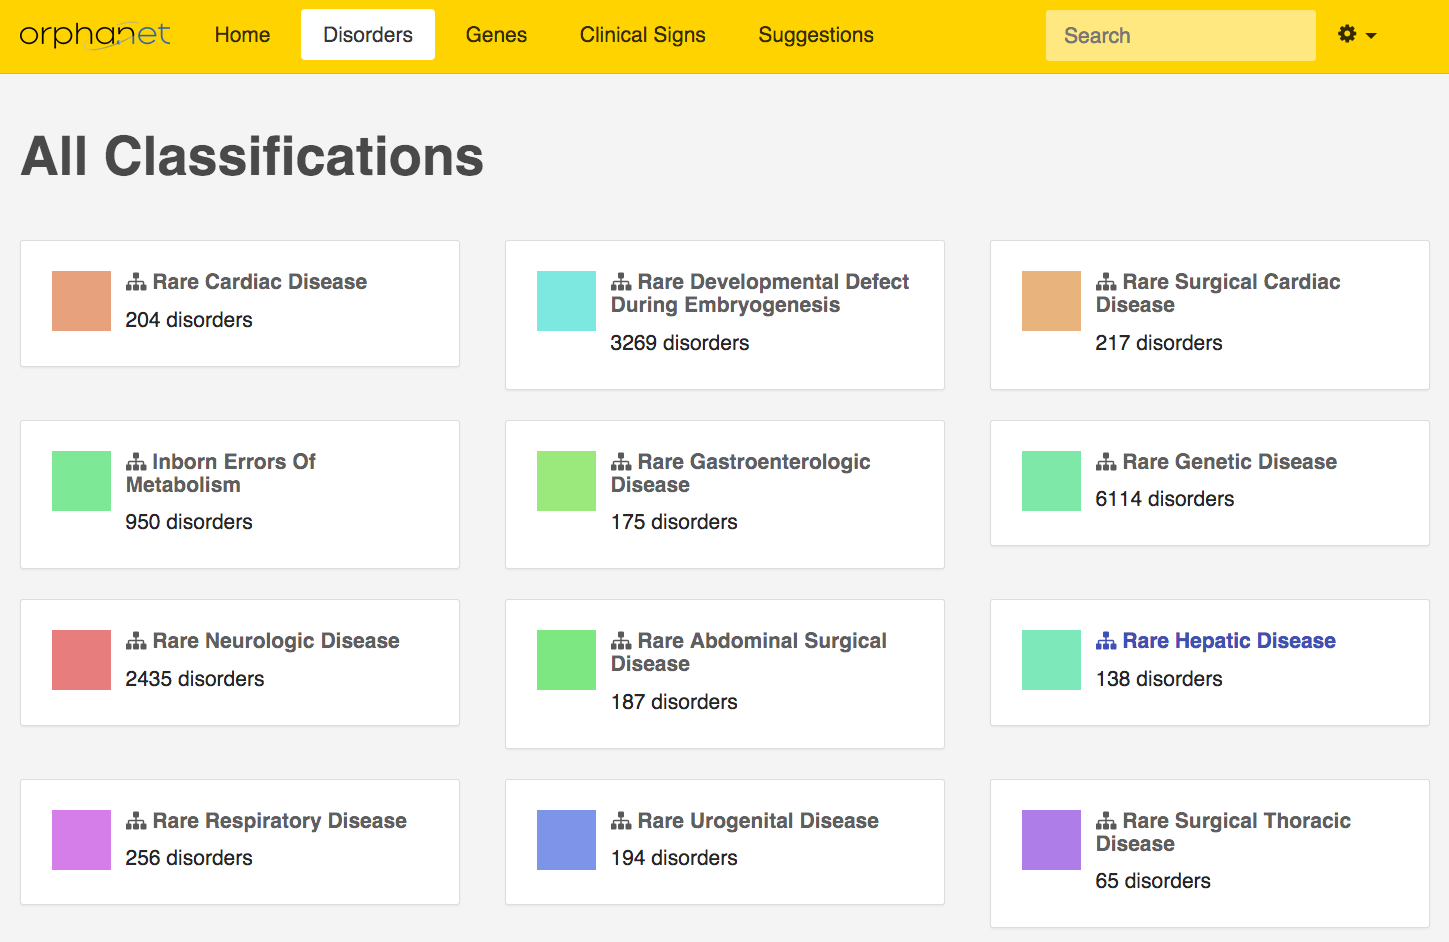 orphanet Home Disorders Genes Clinical Signs Suggestions Search
All Classifications
Rare Cardiac Disease
204 disorders
Rare Developmental Defect
During Embryogenesis
3269 disorders
Rare Surgical Cardiac
Disease
217 disorders
Inborn Errors Of
Metabolism
950 disorders
Rare Gastroenterologic
Disease
175 disorders
Rare Genetic Disease
6114 disorders
Rare Neurologic Disease
2435 disorders
Rare Abdominal Surgical
Disease
187 disorders
Rare Hepatic Disease
138 disorders
Rare Respiratory Disease
256 disorders
Rare Urogenital Disease
194 disorders
Rare Surgical Thoracic
Disease
65 disorders